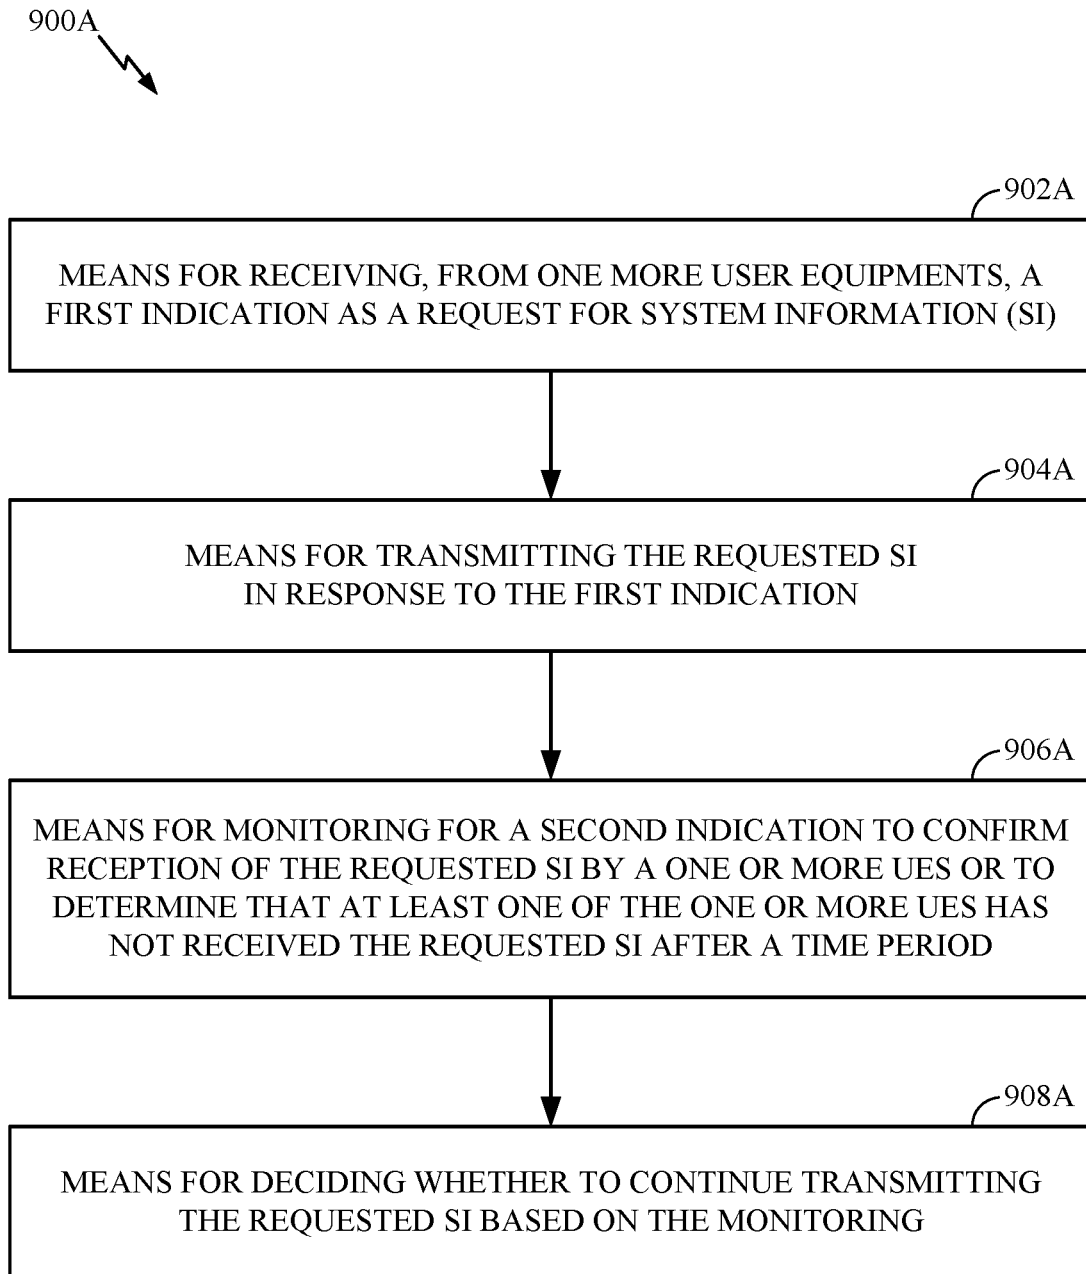 900A
902A
MEANS FOR RECEIVING, FROM ONE MORE USER EQUIPMENTS, A
FIRST INDICATION AS A REQUEST FOR SYSTEM INFORMATION (SI)
904A
MEANS FOR TRANSMITTING THE REQUESTED SI
IN RESPONSE TO THE FIRST INDICATION
906A
MEANS FOR MONITORING FOR A SECOND INDICATION TO CONFIRM
RECEPTION OF THE REQUESTED SI BY A ONE OR MORE UES OR TO
DETERMINE THAT AT LEAST ONE OF THE ONE OR MORE UES HAS
NOT RECEIVED THE REQUESTED SI AFTER A TIME PERIOD
908A
MEANS FOR DECIDING WHETHER TO CONTINUE TRANSMITTING
THE REQUESTED SI BASED ON THE MONITORING